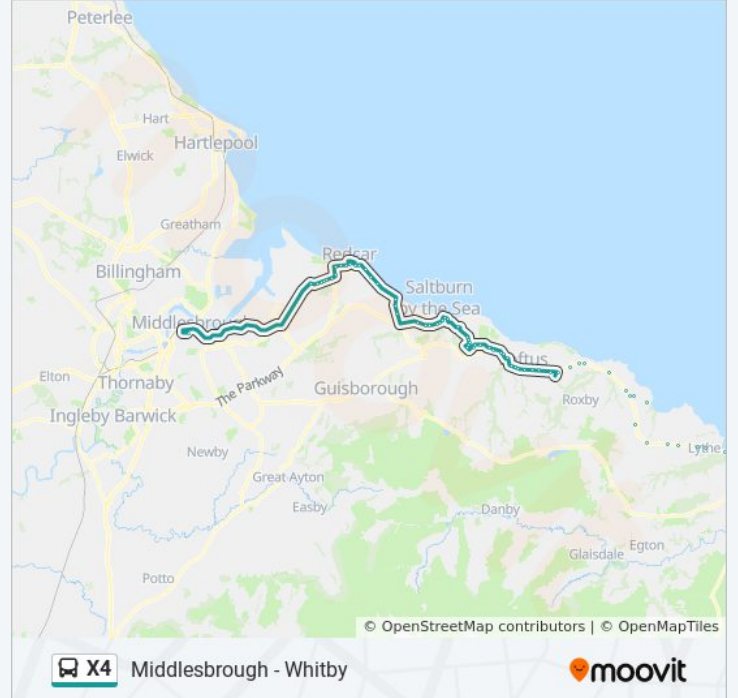 Peterlee
Hart
Hartlepool
Elwick
Greatham
Redcar
Billingham
Saltburn
by the Sea
Middlesbrough
Loftus
Elton
Thornaby
The Parkway
Guisborough
Roxby
Ingleby Barwick
Lythe
Newby
Great Ayton
Easby
Danby
Egton
Glaisdale
Potto
© OpenStreetMap contributors | © OpenMapTiles
X4 Middlesbrough - Whitby
moovit